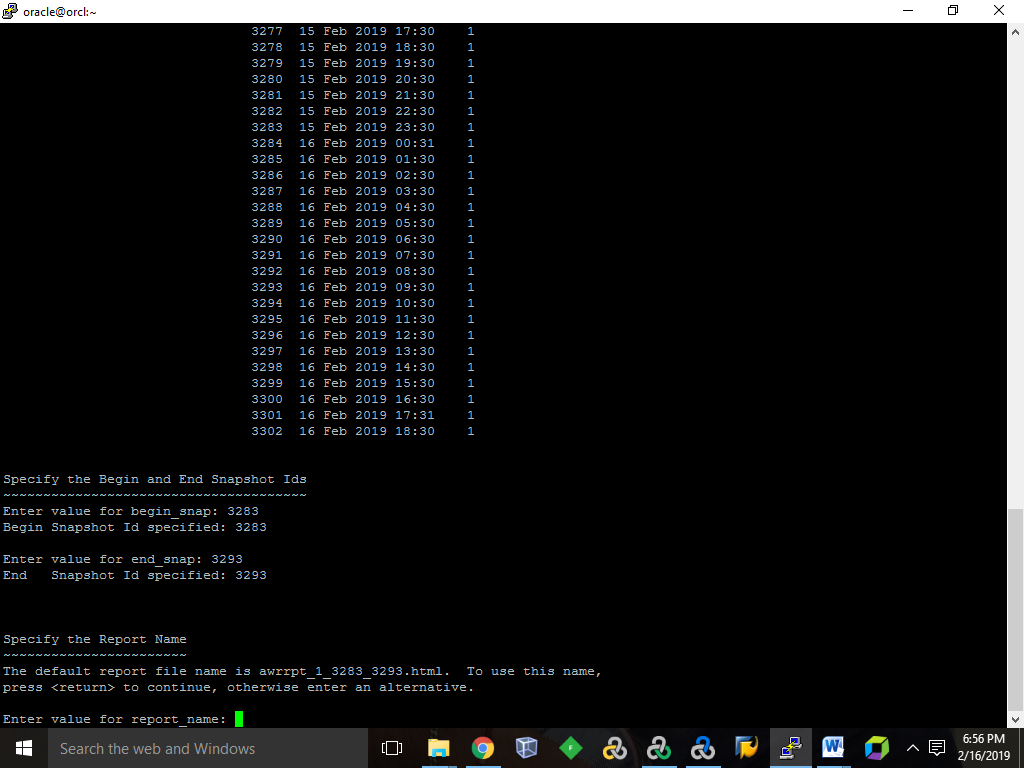 oracle@orcl:~
3277 15 Feb 2019 17:30 1
3278 15 Feb 2019 18:30 1
3279 15 Feb 2019 19:30 1
3280 15 Feb 2019 20:30 1
3281 15 Feb 2019 21:30 1
3282 15 Feb 2019 22:30 1
3283 15 Feb 2019 23:30 1
3284 16 Feb 2019 00:31 1
3285 16 Feb 2019 01:30 1
3286 16 Feb 2019 02:30 1
3287 16 Feb 2019 03:30 1
3288 16 Feb 2019 04:30 1
3289 16 Feb 2019 05:30 1
3290 16 Feb 2019 06:30 1
3291 16 Feb 2019 07:30 1
3292 16 Feb 2019 08:30 1
3293 16 Feb 2019 09:30 1
3294 16 Feb 2019 10:30 1
3295 16 Feb 2019 11:30 1
3296 16 Feb 2019 12:30 1
3297 16 Feb 2019 13:30 1
3298 16 Feb 2019 14:30 1
3299 16 Feb 2019 15:30 1
3300 16 Feb 2019 16:30 1
3301 16 Feb 2019 17:31 1
3302 16 Feb 2019 18:30 1
Specify the Begin and End Snapshot Ids
~~~~~~~~~~~~~~~~~~~~~~~~~~~~~~~~~~~~~~
Enter value for begin_snap: 3283
Begin Snapshot Id specified: 3283
Enter value for end_snap: 3293
End   Snapshot Id specified: 3293
Specify the Report Name
~~~~~~~~~~~~~~~~~~~~~~~
The default report file name is awrrpt_1_3283_3293.html.  To use this name,
press <return> to continue, otherwise enter an alternative.
Enter value for report_name:
Search the web and Windows
F
W
6:56 PM
2/16/2019